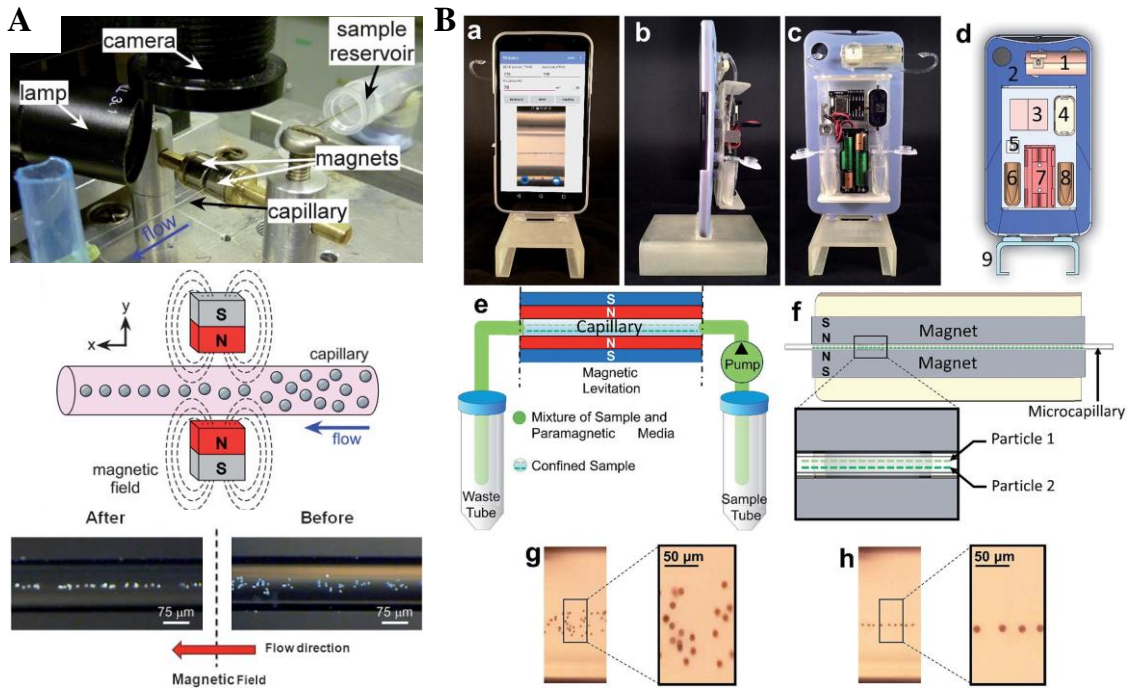 A
camera
sample
reservoir
lamp
magnets
capillary
flow
y
x
S
N
capillary
flow
N
S
magnetic
field
After
Before
75 µm
75 µm
Flow direction
Magnetic Field
B
a
b
c
d
1
2
3
4
5
6
7
8
9
e
S
N
Capillary
N
S
Magnetic
Levitation
Pump
Mixture of Sample and
Paramagnetic Media
Confined Sample
Waste
Tube
Sample
Tube
f
S
N
N
S
Magnet
Magnet
Microcapillary
Particle 1
Particle 2
g
50 µm
h
50 µm